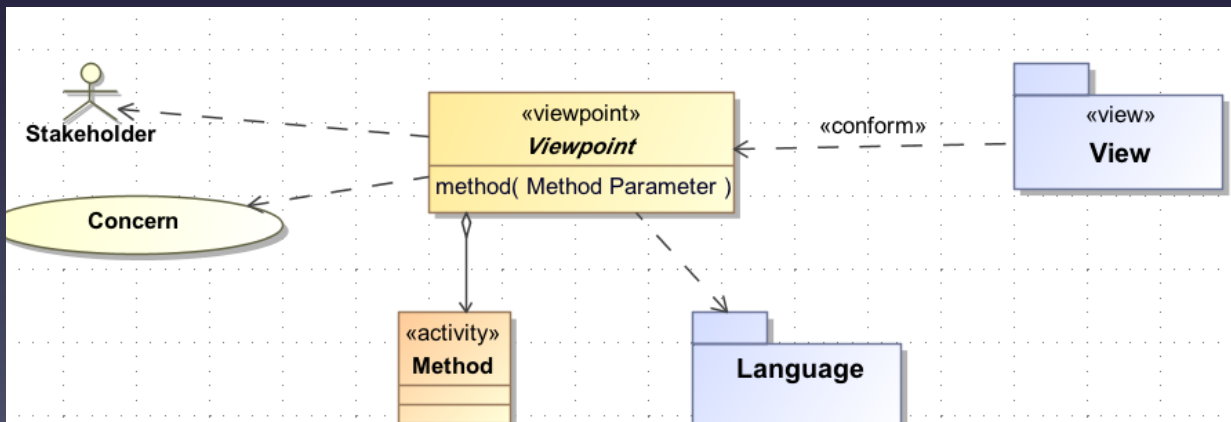 Stakeholder
Concern
«viewpoint»
Viewpoint
method( Method Parameter )
«conform»
«view»
View
«activity»
Method
Language